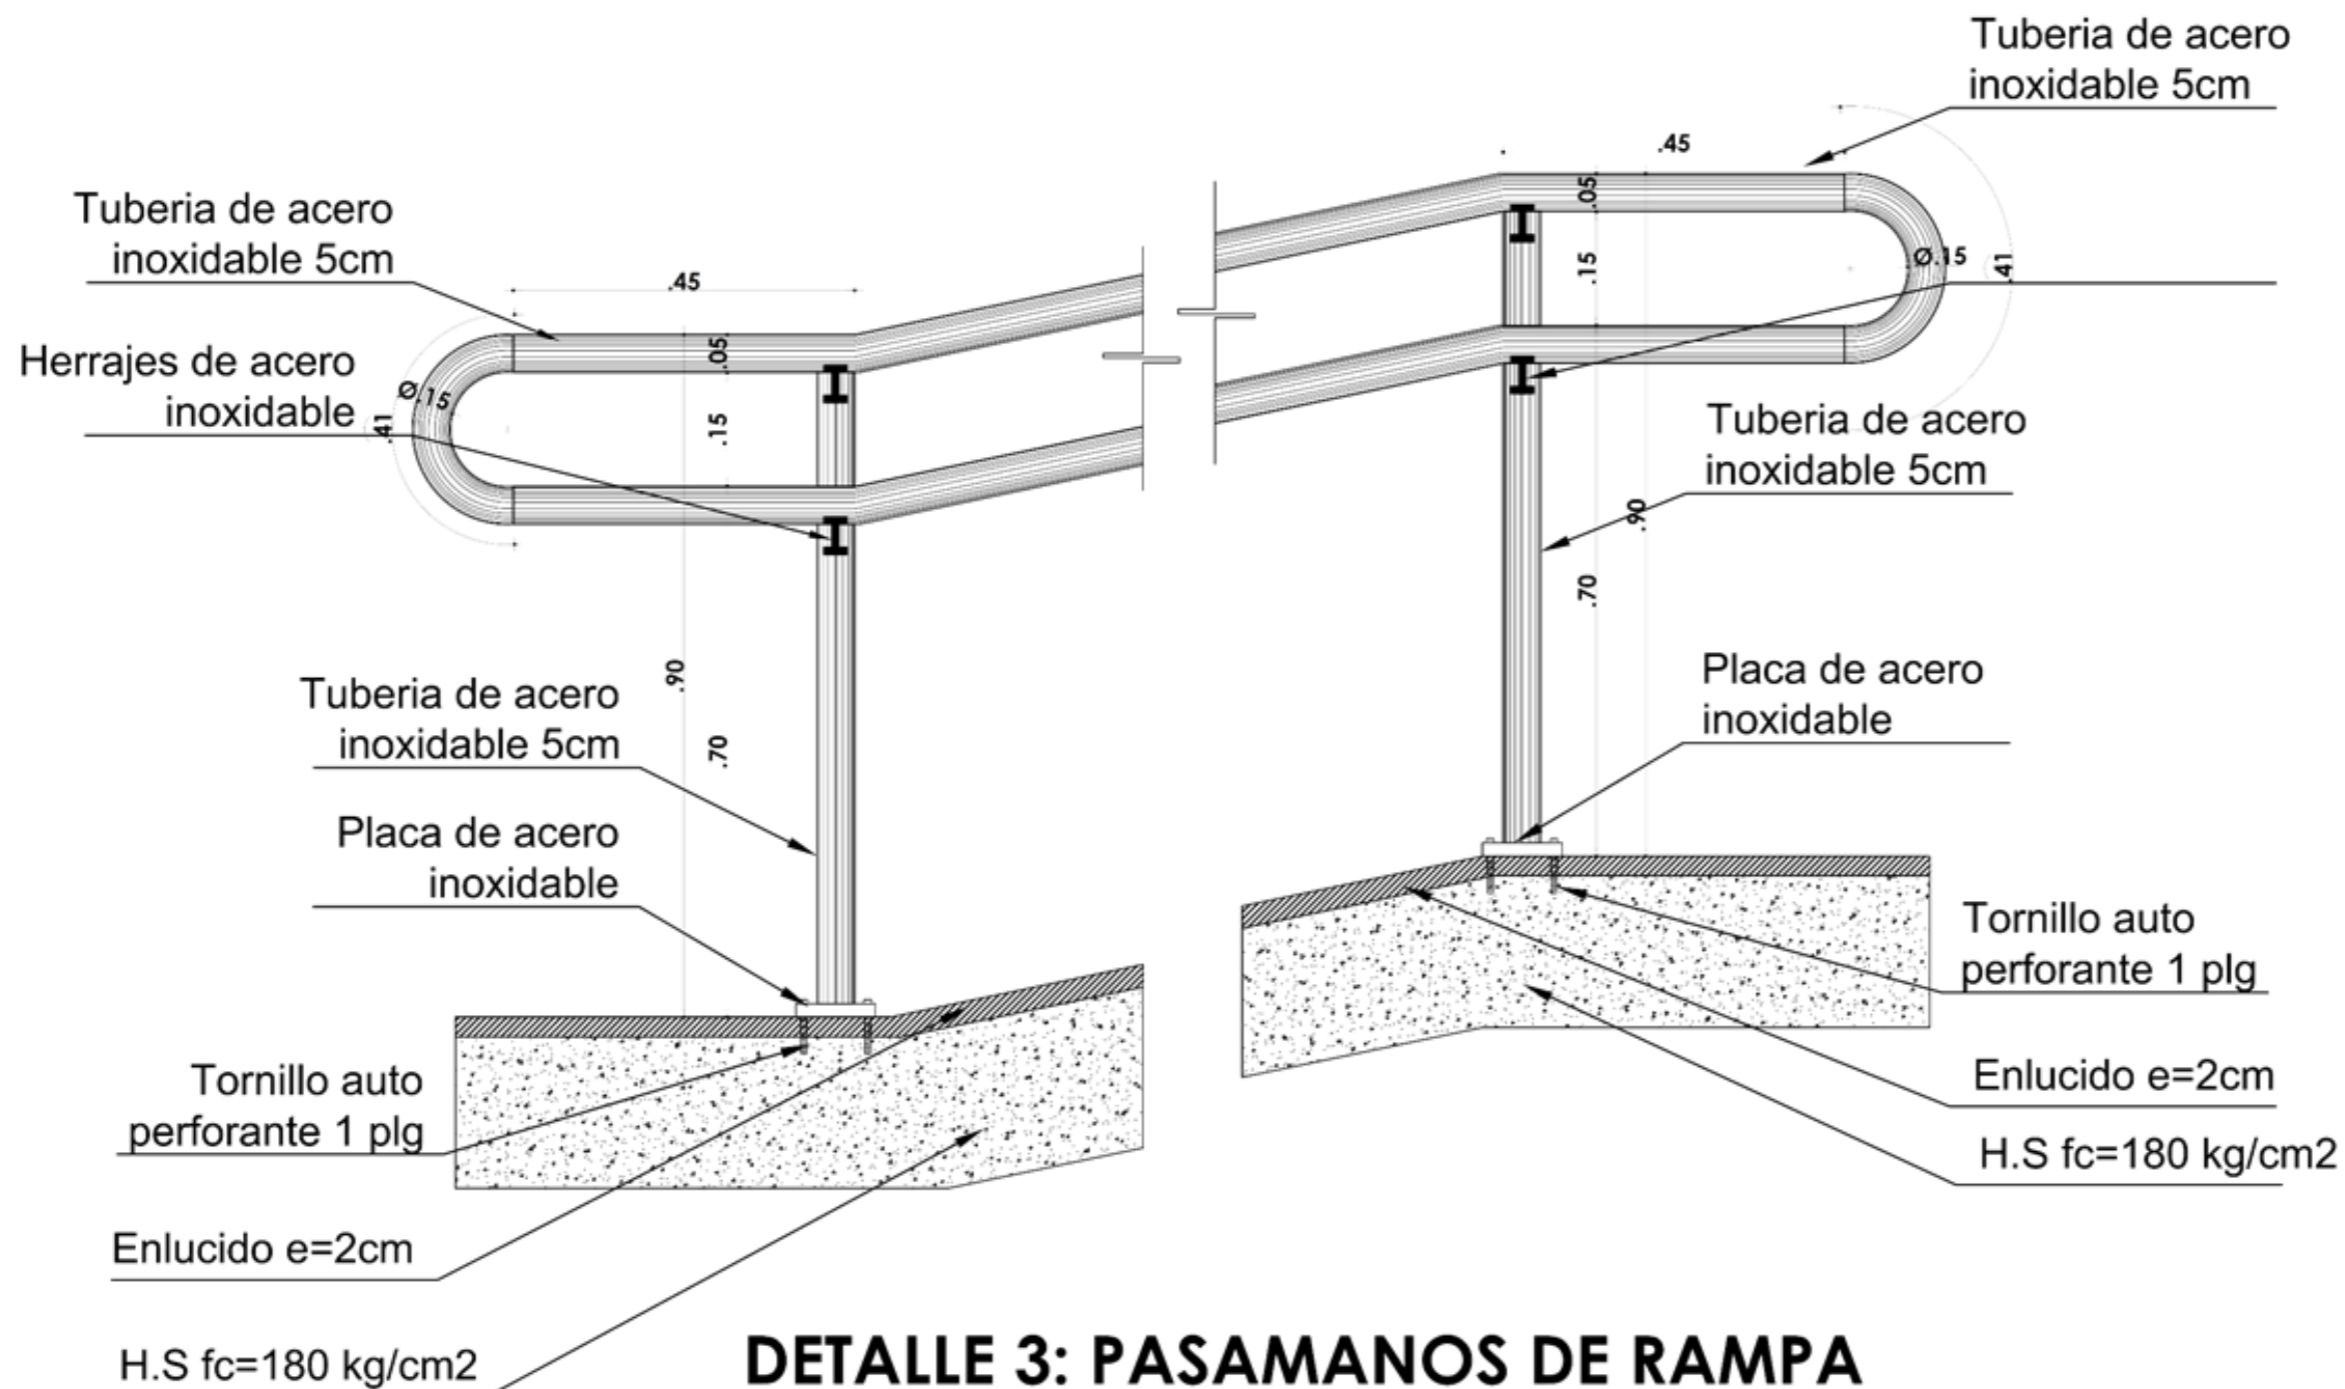 Tuberia de acero
inoxidable 5cm
.45
Tuberia de acero
inoxidable 5cm
.05
.45
Ø.15
.41
.15
Herrajes de acero
inoxidable
.05
Ø.15
.41
.15
Tuberia de acero
inoxidable 5cm
.90
.70
Tuberia de acero
inoxidable 5cm
.90
.70
Placa de acero
inoxidable
Placa de acero
inoxidable
Tornillo auto
perforante 1 plg
Tornillo auto
perforante 1 plg
Enlucido e=2cm
H.S fc=180 kg/cm2
Enlucido e=2cm
H.S fc=180 kg/cm2
DETALLE 3: PASAMANOS DE RAMPA